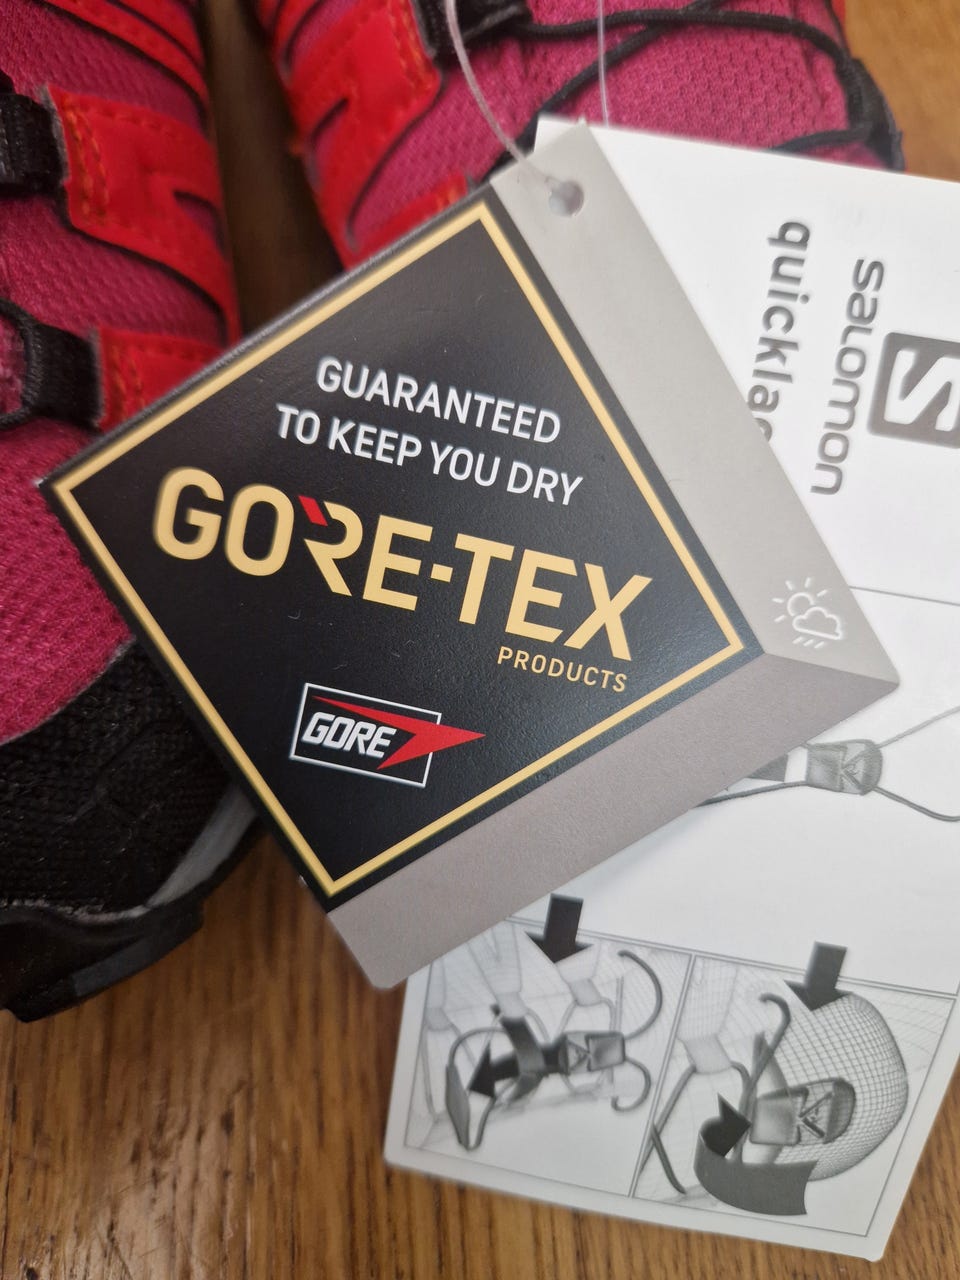 GUARANTEED
TO KEEP YOU DRY
GORE-TEX
PRODUCTS
GORE
salomon